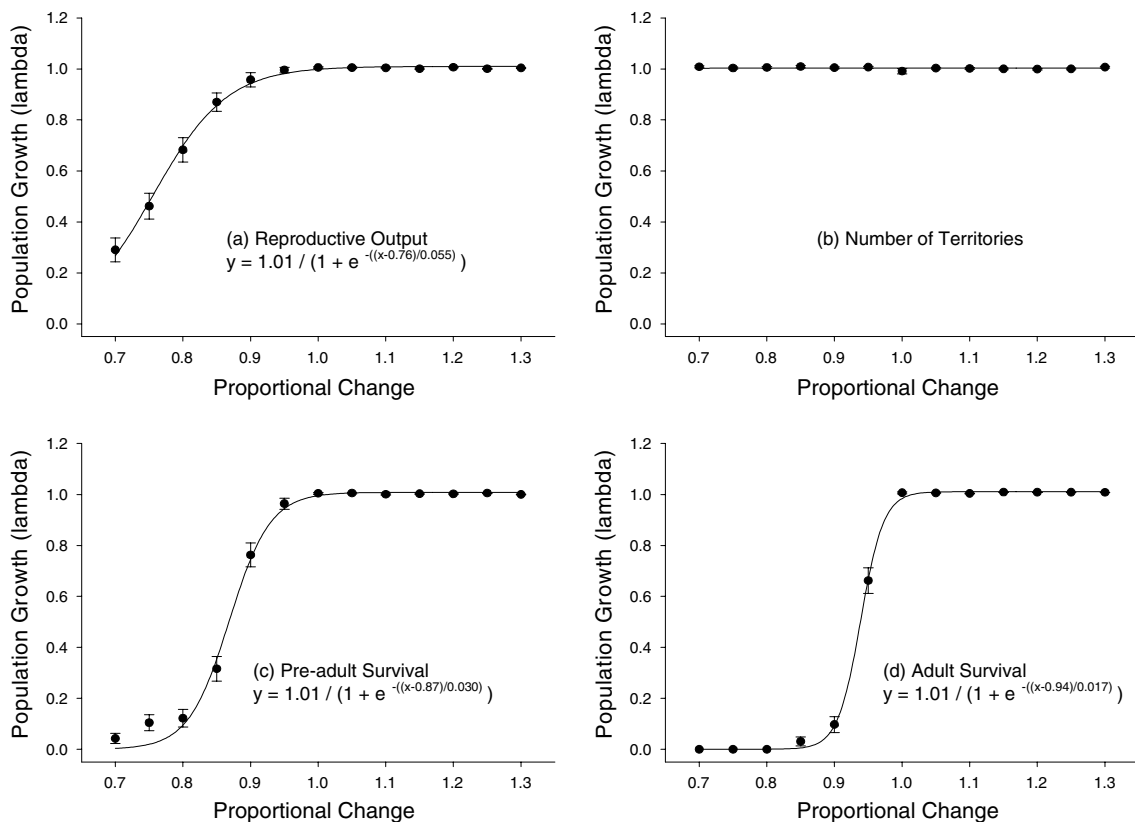 1.2
1.0
0.8
0.6
0.4
0.2
0.0
Population Growth (lambda)
(a) Reproductive Output
y = 1.01 / (1 + e -((x-0.76)/0.055) )
0.7 0.8 0.9 1.0 1.1 1.2 1.3
Proportional Change
1.2
1.0
0.8
0.6
0.4
0.2
0.0
Population Growth (lambda)
(b) Number of Territories
0.7 0.8 0.9 1.0 1.1 1.2 1.3
Proportional Change
1.2
1.0
0.8
0.6
0.4
0.2
0.0
Population Growth (lambda)
(c) Pre-adult Survival
y = 1.01 / (1 + e -((x-0.87)/0.030) )
0.7 0.8 0.9 1.0 1.1 1.2 1.3
Proportional Change
1.2
1.0
0.8
0.6
0.4
0.2
0.0
Population Growth (lambda)
(d) Adult Survival
y = 1.01 / (1 + e -((x-0.94)/0.017) )
0.7 0.8 0.9 1.0 1.1 1.2 1.3
Proportional Change